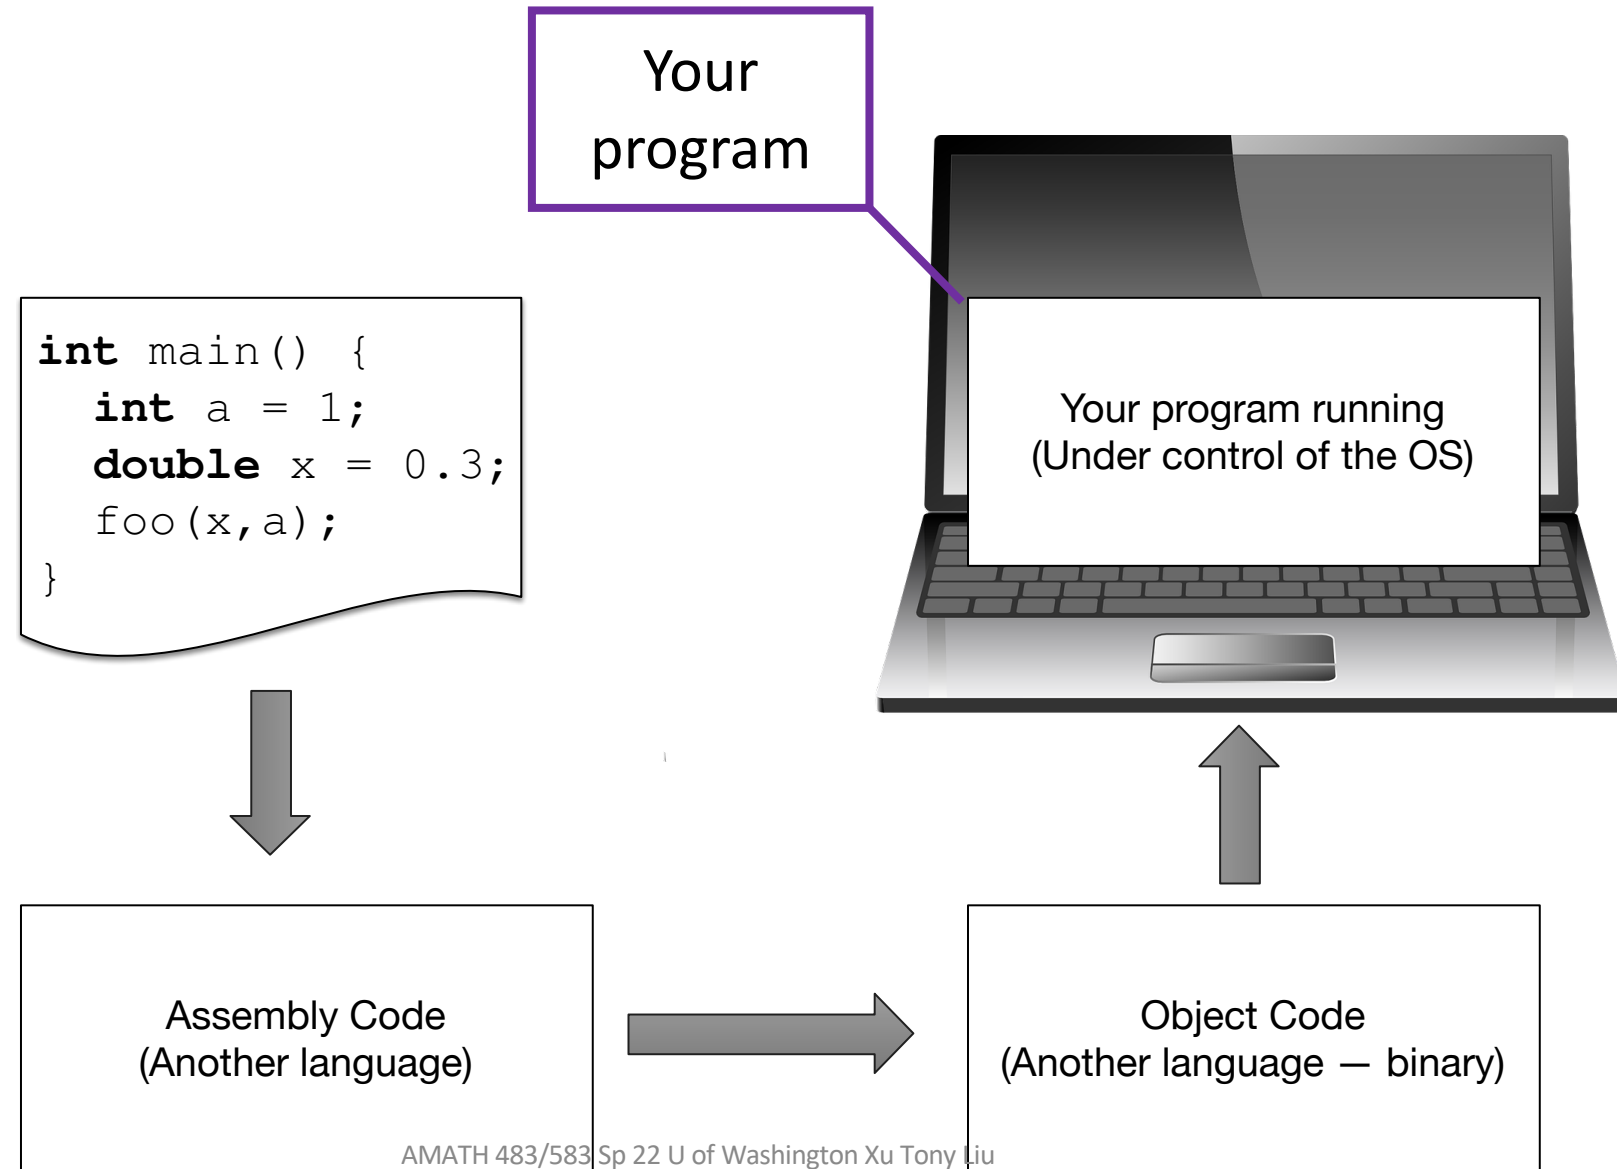 Your
program
int main() {
int a = 1;
double x = 0.3;
foo(x,a);
}
Your program running
(Under control of the OS)
Assembly Code
(Another language)
Object Code
(Another language — binary)
AMATH 483/583 Sp 22 U of Washington Xu Tony Liu